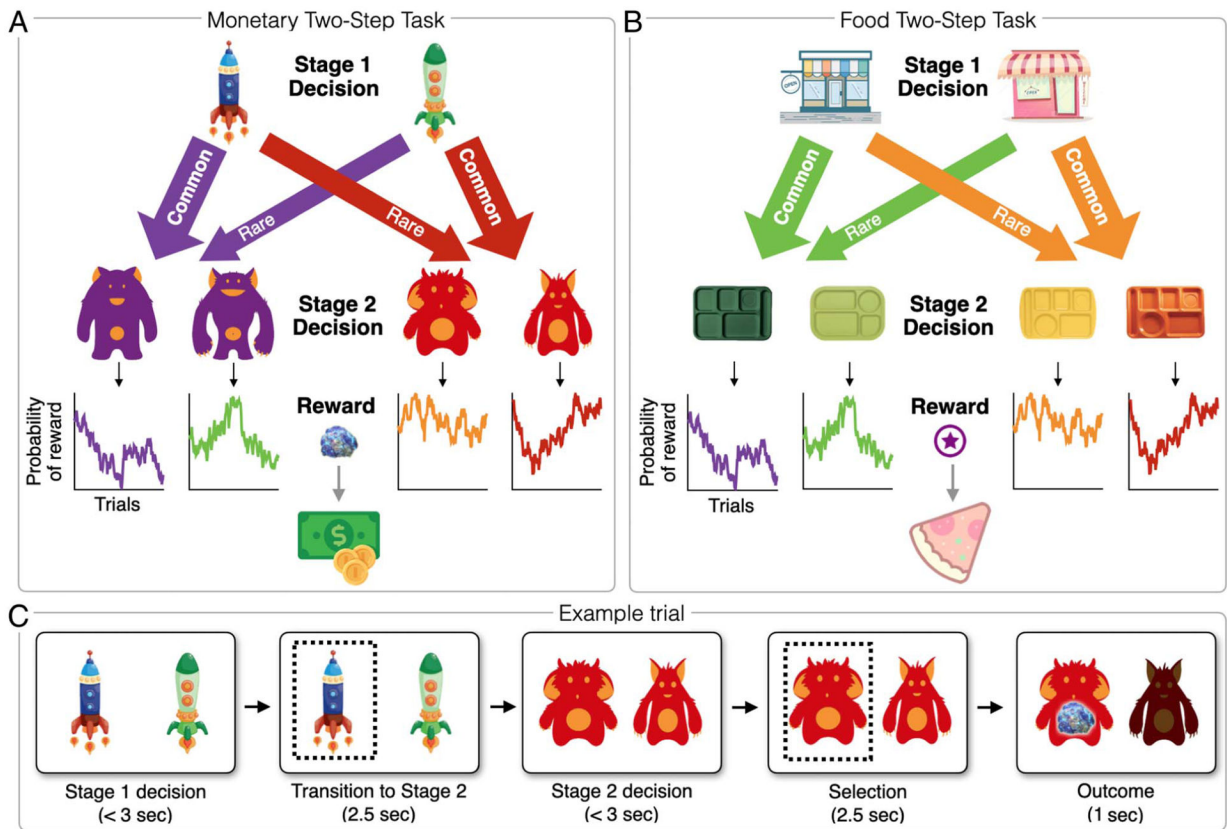 A
Monetary Two-Step Task
Stage 1
Decision
Common
Rare
Rare
Common
Stage 2
Decision
Probability
of reward
Trials
Reward
$
B
Food Two-Step Task
OPEN
OPEN
Stage 1
Decision
Common
Rare
Rare
Common
Stage 2
Decision
Probability
of reward
Trials
Reward
C
Example trial
Stage 1 decision
(< 3 sec)
Transition to Stage 2
(2.5 sec)
Stage 2 decision
(< 3 sec)
Selection
(2.5 sec)
Outcome
(1 sec)